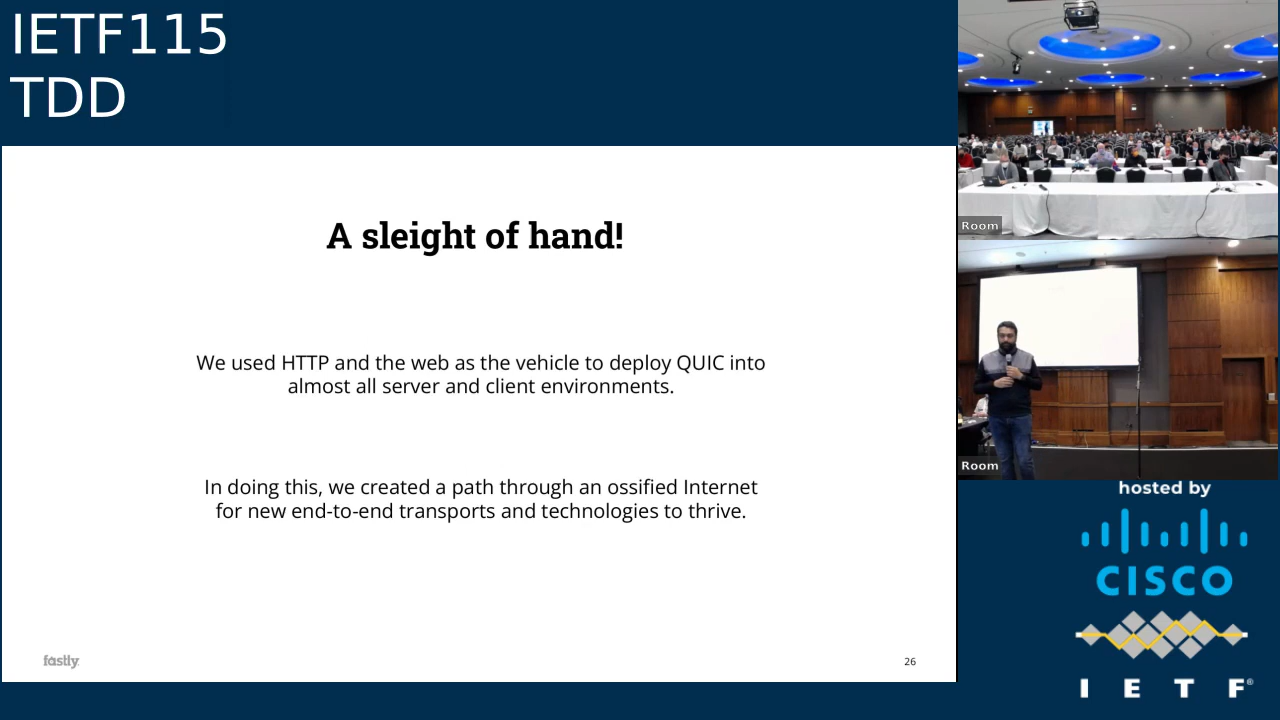 IETF115
TDD
A sleight of hand!
We used HTTP and the web as the vehicle to deploy QUIC into
almost all server and client environments.
In doing this, we created a path through an ossified Internet
for new end-to-end transports and technologies to thrive.
fastly
26
Room
Room
hosted by
CISCO
I E T F®